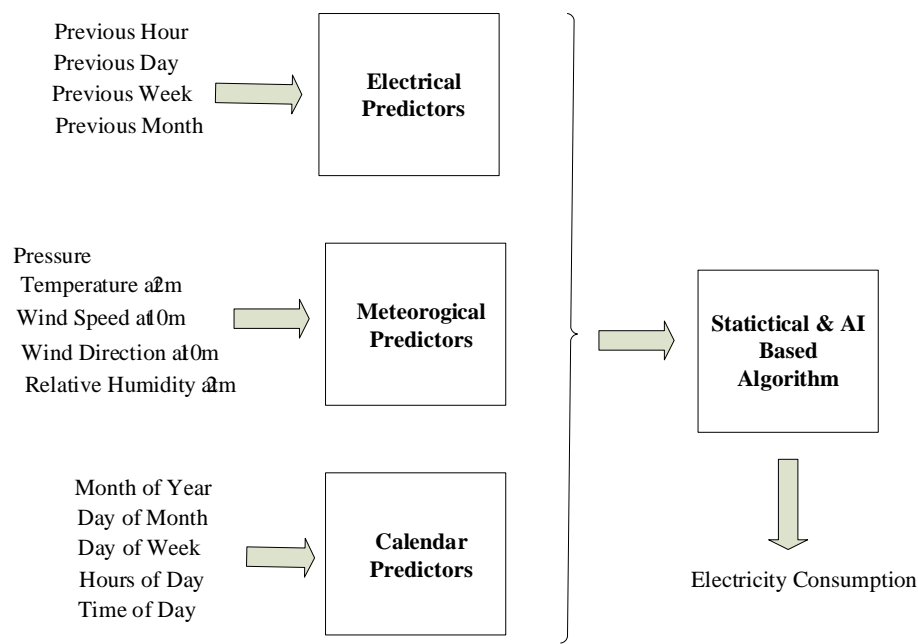 Previous Hour
Previous Day
Previous Week
Previous Month
Electrical
Predictors
Pressure
Temperature at 2m
Wind Speed at 10m
Wind Direction at 10m
Relative Humidity at 2m
Meteorogical
Predictors
Month of Year
Day of Month
Day of Week
Hours of Day
Time of Day
Calendar
Predictors
Statictical & AI
Based
Algorithm
Electricity Consumption